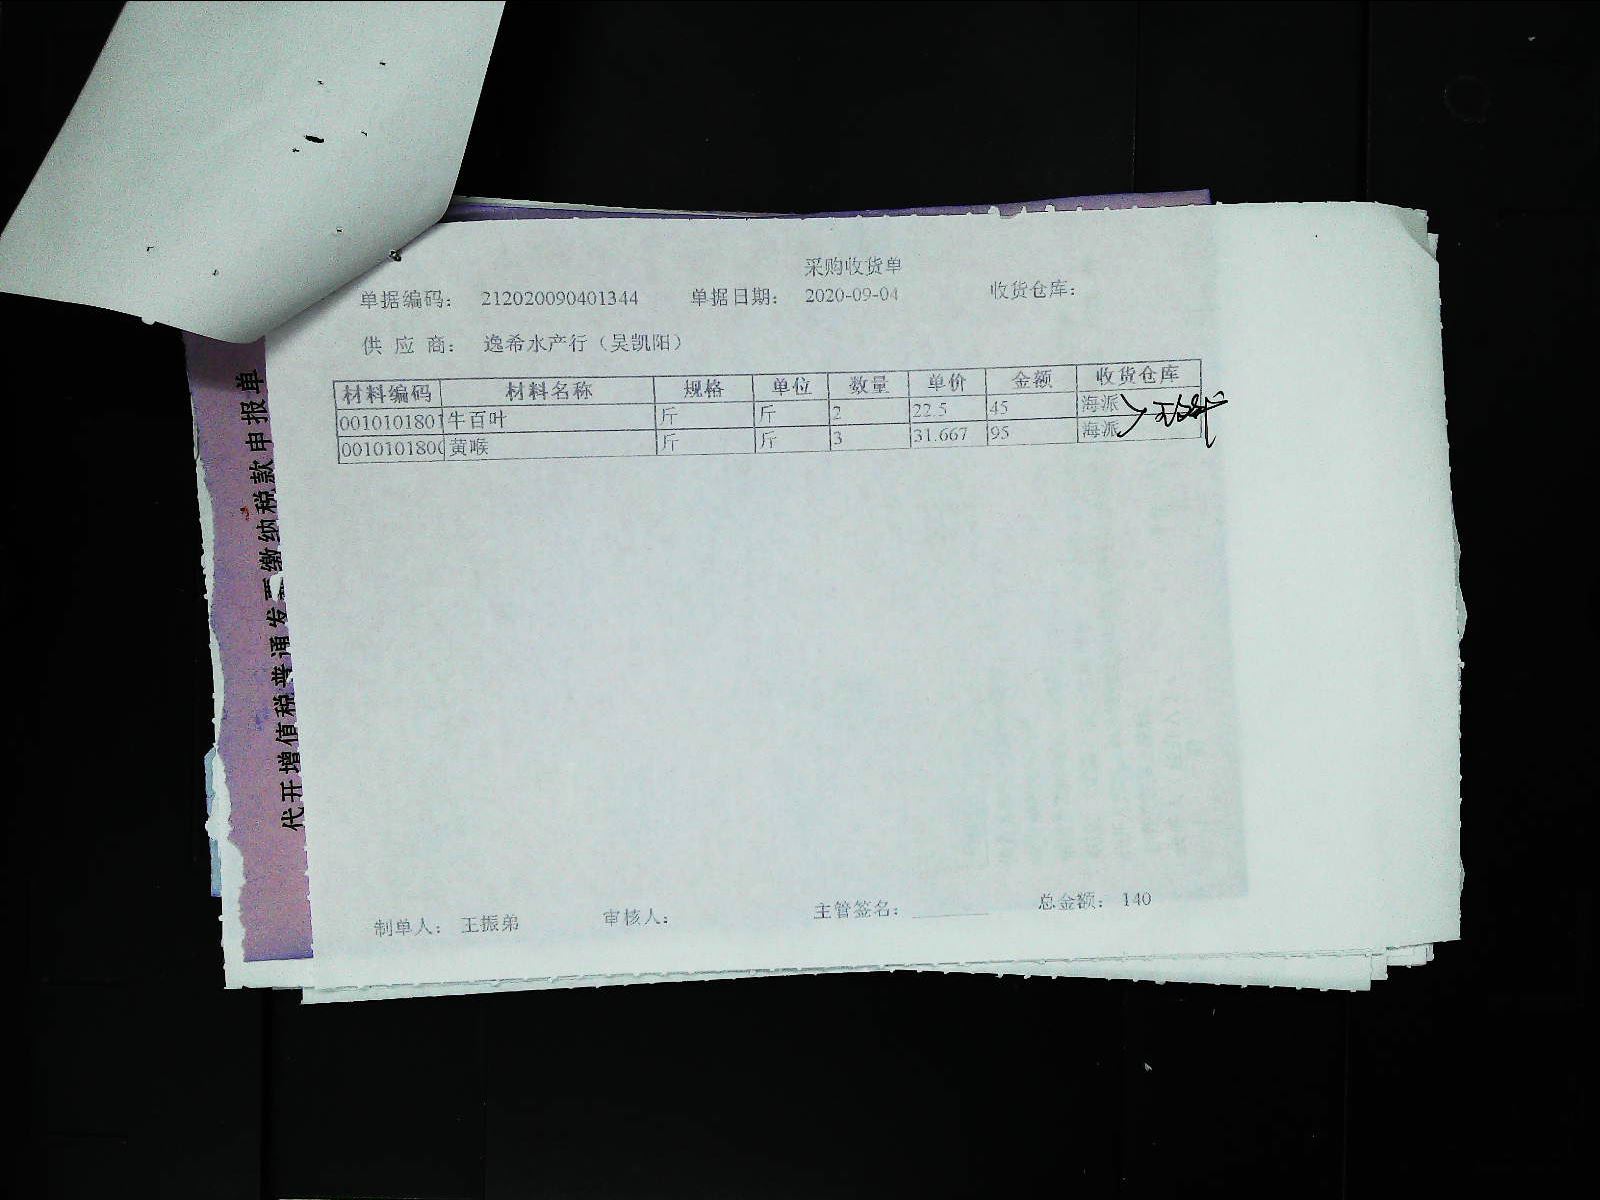 采购收货单
单据编码： 212020090401344 单据日期： 2020-09-04 收货仓库：
供 应 商： 逸希水产行（吴凯阳）
材料编码 材料名称 规格 单位 数量 单价 金额 收货仓库
0010101801 牛百叶 斤 斤 2 22.5 45 海派
001010180 黄喉 斤 斤 3 31.667 95 海派
制单人： 王振弟 审核人： 主管签名： 总金额： 140
代开增值税普通发票缴纳税款申报单